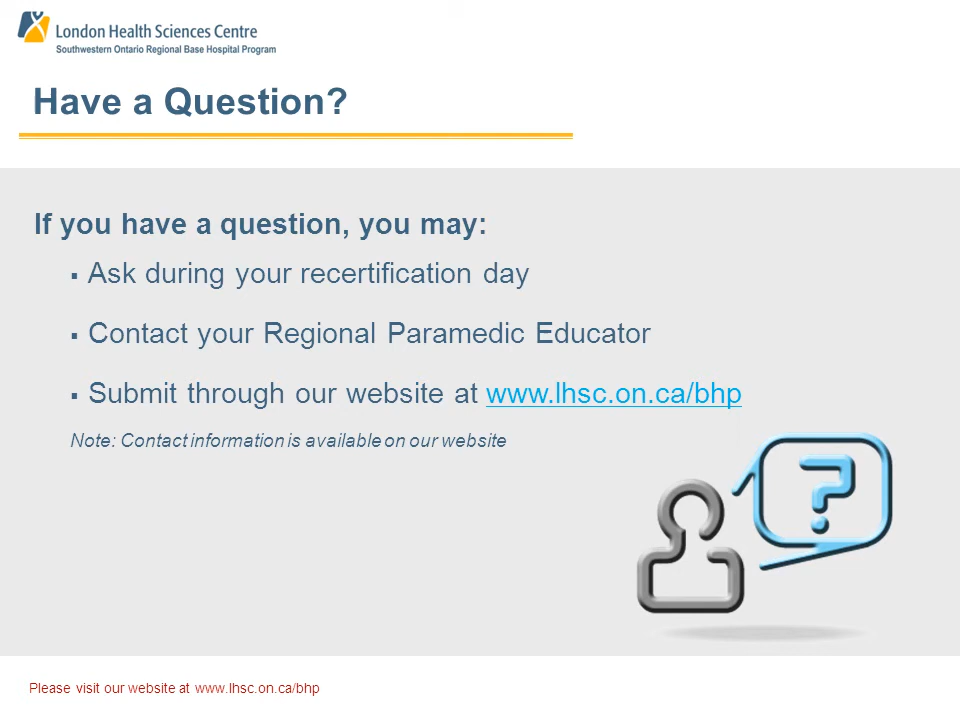 London Health Sciences Centre
Southwestern Ontario Regional Base Hospital Program
Have a Question?
If you have a question, you may:
▪ Ask during your recertification day
▪ Contact your Regional Paramedic Educator
▪ Submit through our website at www.lhsc.on.ca/bhp
Note: Contact information is available on our website
?
Please visit our website at www.lhsc.on.ca/bhp